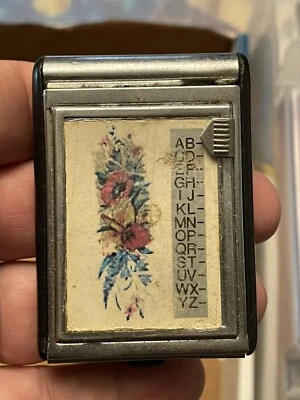 AB-
CD-
EF-
GH-
IJ-
KL-
MN-
OP-
QR-
ST-
UV-
WX-
YZ-